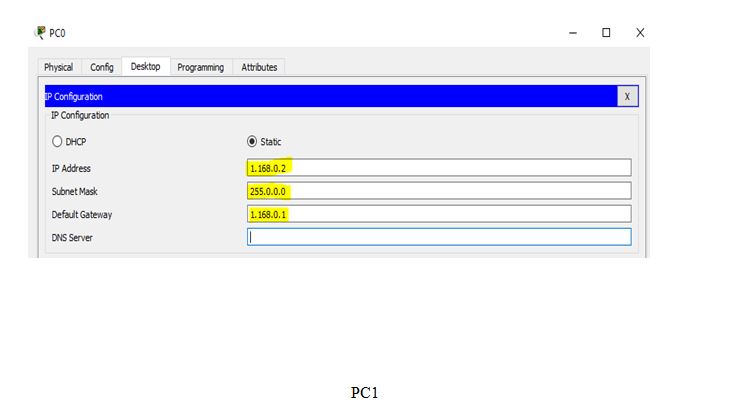 PC0
Physical Config Desktop Programming Attributes
IP Configuration X
IP Configuration
DHCP Static
IP Address 1.168.0.2
Subnet Mask 255.0.0.0
Default Gateway 1.168.0.1
DNS Server
PC1